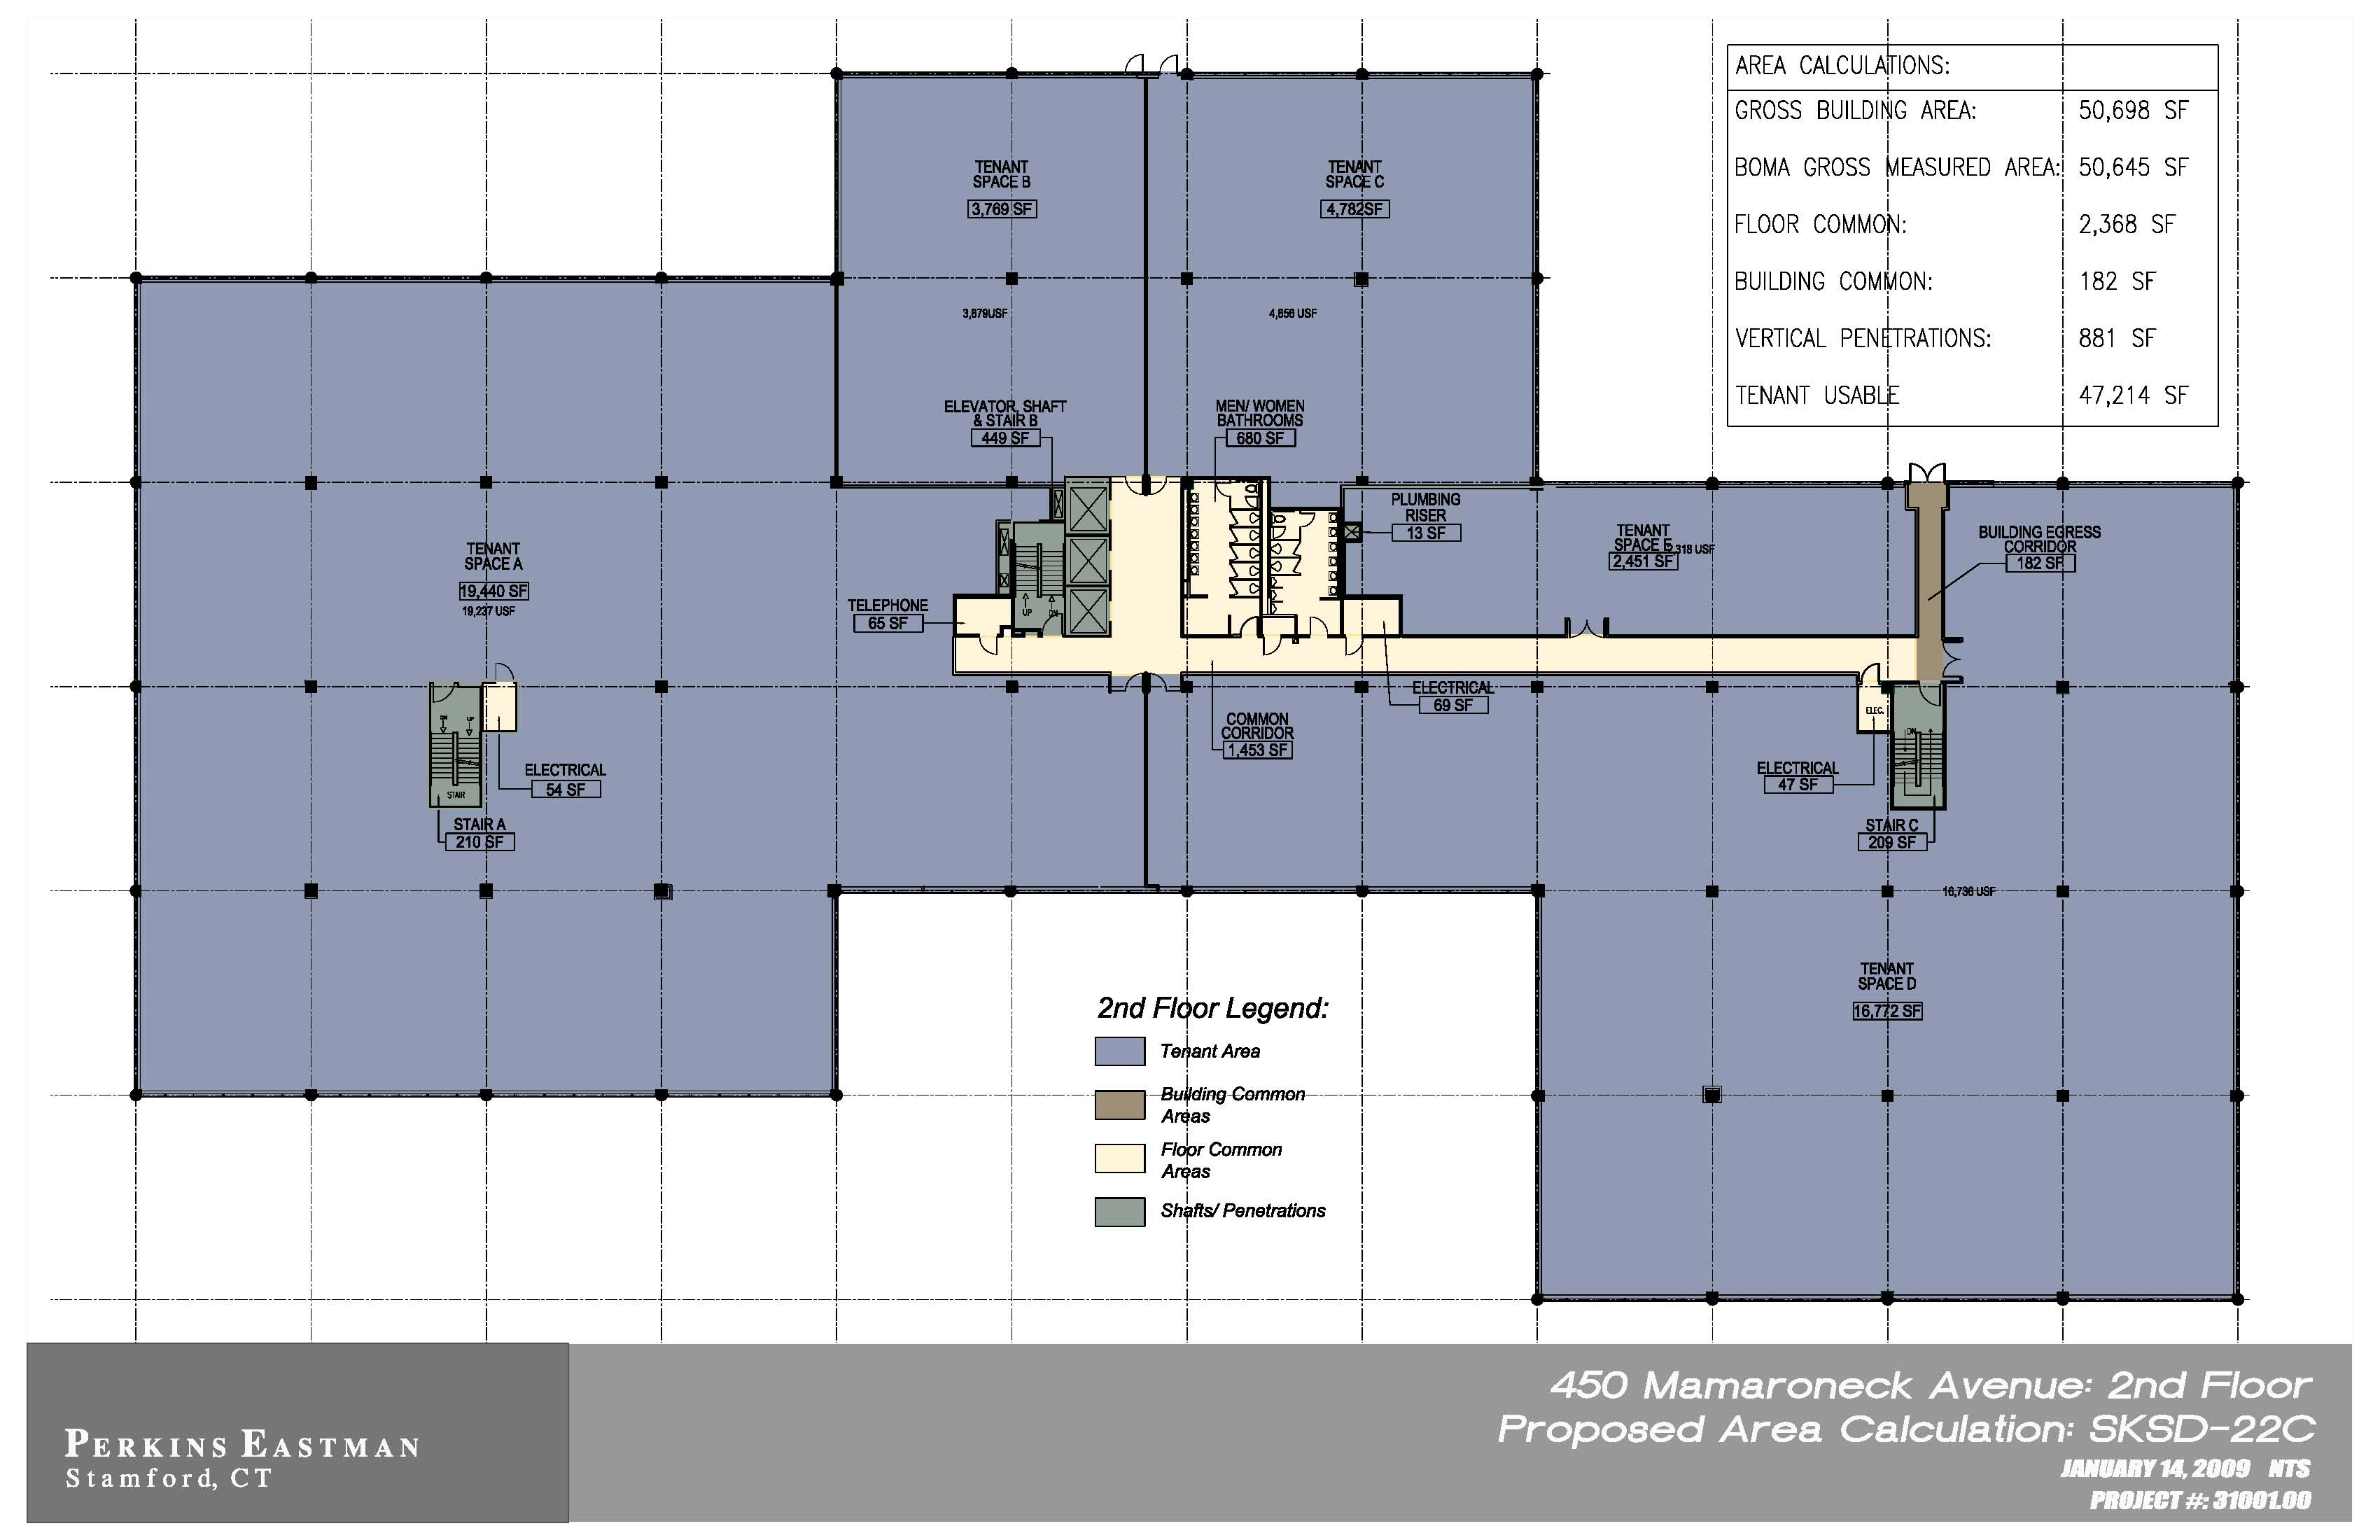 AREA CALCULATIONS:
GROSS BUILDING AREA: 50,698 SF
BOMA GROSS MEASURED AREA: 50,645 SF
FLOOR COMMON: 2,368 SF
BUILDING COMMON: 182 SF
VERTICAL PENETRATIONS: 881 SF
TENANT USABLE 47,214 SF
TENANT
SPACE B
3,769 SF
TENANT
SPACE C
4,782SF
3,679USF
4,856 USF
ELEVATOR, SHAFT
& STAIR B
449 SF
MEN/ WOMEN
BATHROOMS
680 SF
PLUMBING
RISER
13 SF
TENANT
SPACE E
2,451 SF
,318 USF
BUILDING EGRESS
CORRIDOR
182 SF
TENANT
SPACE A
19,440 SF
19,237 USF
TELEPHONE
65 SF
UP
DN
ELECTRICAL
69 SF
COMMON
CORRIDOR
1,453 SF
DN
UP
STAIR
ELECTRICAL
54 SF
STAIR A
210 SF
ELEC.
DN
ELECTRICAL
47 SF
STAIR C
209 SF
16,736 USF
TENANT
SPACE D
16,772 SF
2nd Floor Legend:
Tenant Area
Building Common
Areas
Floor Common
Areas
Shafts/ Penetrations
PERKINS EASTMAN
Stamford, CT
450 Mamaroneck Avenue: 2nd Floor
Proposed Area Calculation: SKSD-22C
JANUARY 14, 2009 NTS
PROJECT #: 31001.00